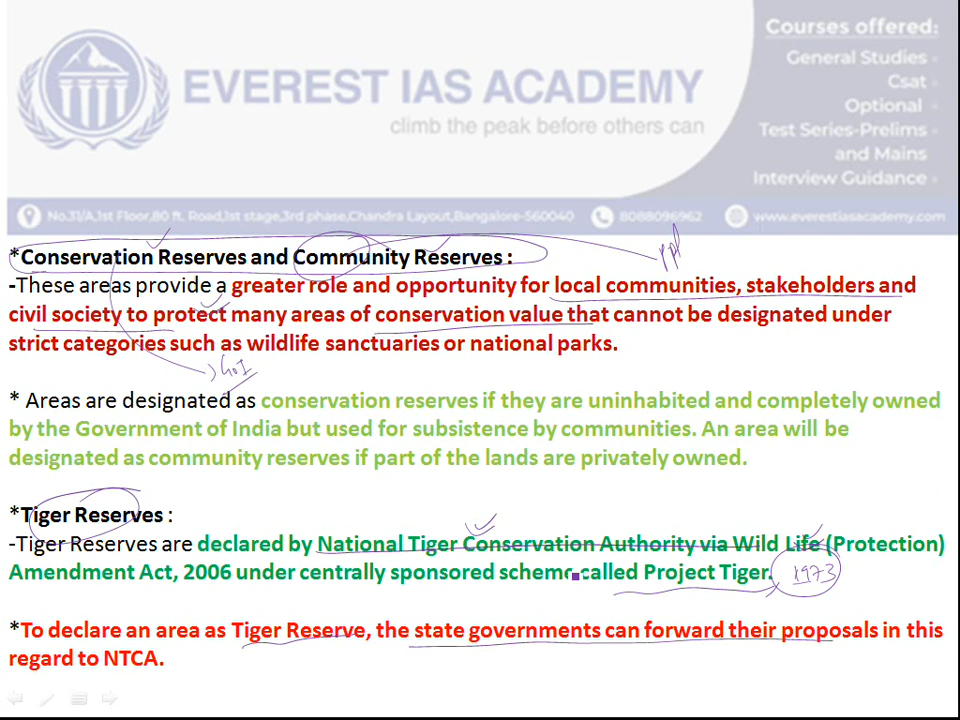 Courses offered:
General Studies
Csat
Optional
Test Series-Prelims
and Mains
Interview Guidance
EVEREST IAS ACADEMY
climb the peak before others can
No.31/A,1st Floor,80 ft. Road,1st stage,3rd phase,Chandra Layout,Bangalore-560040
8088096962
www.everestiasacademy.com
*Conservation Reserves and Community Reserves :
ppl
-These areas provide a greater role and opportunity for local communities, stakeholders and
civil society to protect many areas of conservation value that cannot be designated under
strict categories such as wildlife sanctuaries or national parks.
GoI
* Areas are designated as conservation reserves if they are uninhabited and completely owned
by the Government of India but used for subsistence by communities. An area will be
designated as community reserves if part of the lands are privately owned.
*Tiger Reserves :
-Tiger Reserves are declared by National Tiger Conservation Authority via Wild Life (Protection)
Amendment Act, 2006 under centrally sponsored scheme called Project Tiger.
1973
*To declare an area as Tiger Reserve, the state governments can forward their proposals in this
regard to NTCA.